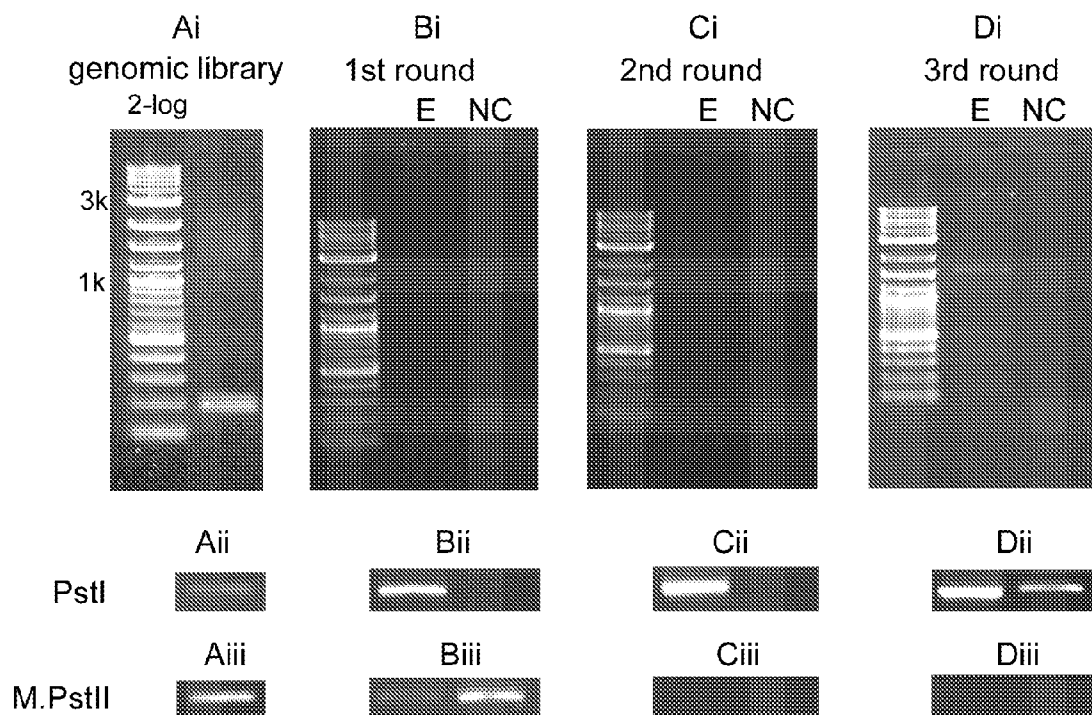 Ai Bi Ci Di
genomic library 1st round 2nd round 3rd round
2-log E NC E NC E NC
3k
1k
Aii Bii Cii Dii
PstI
Aiii Biii Ciii Diii
M.PstII